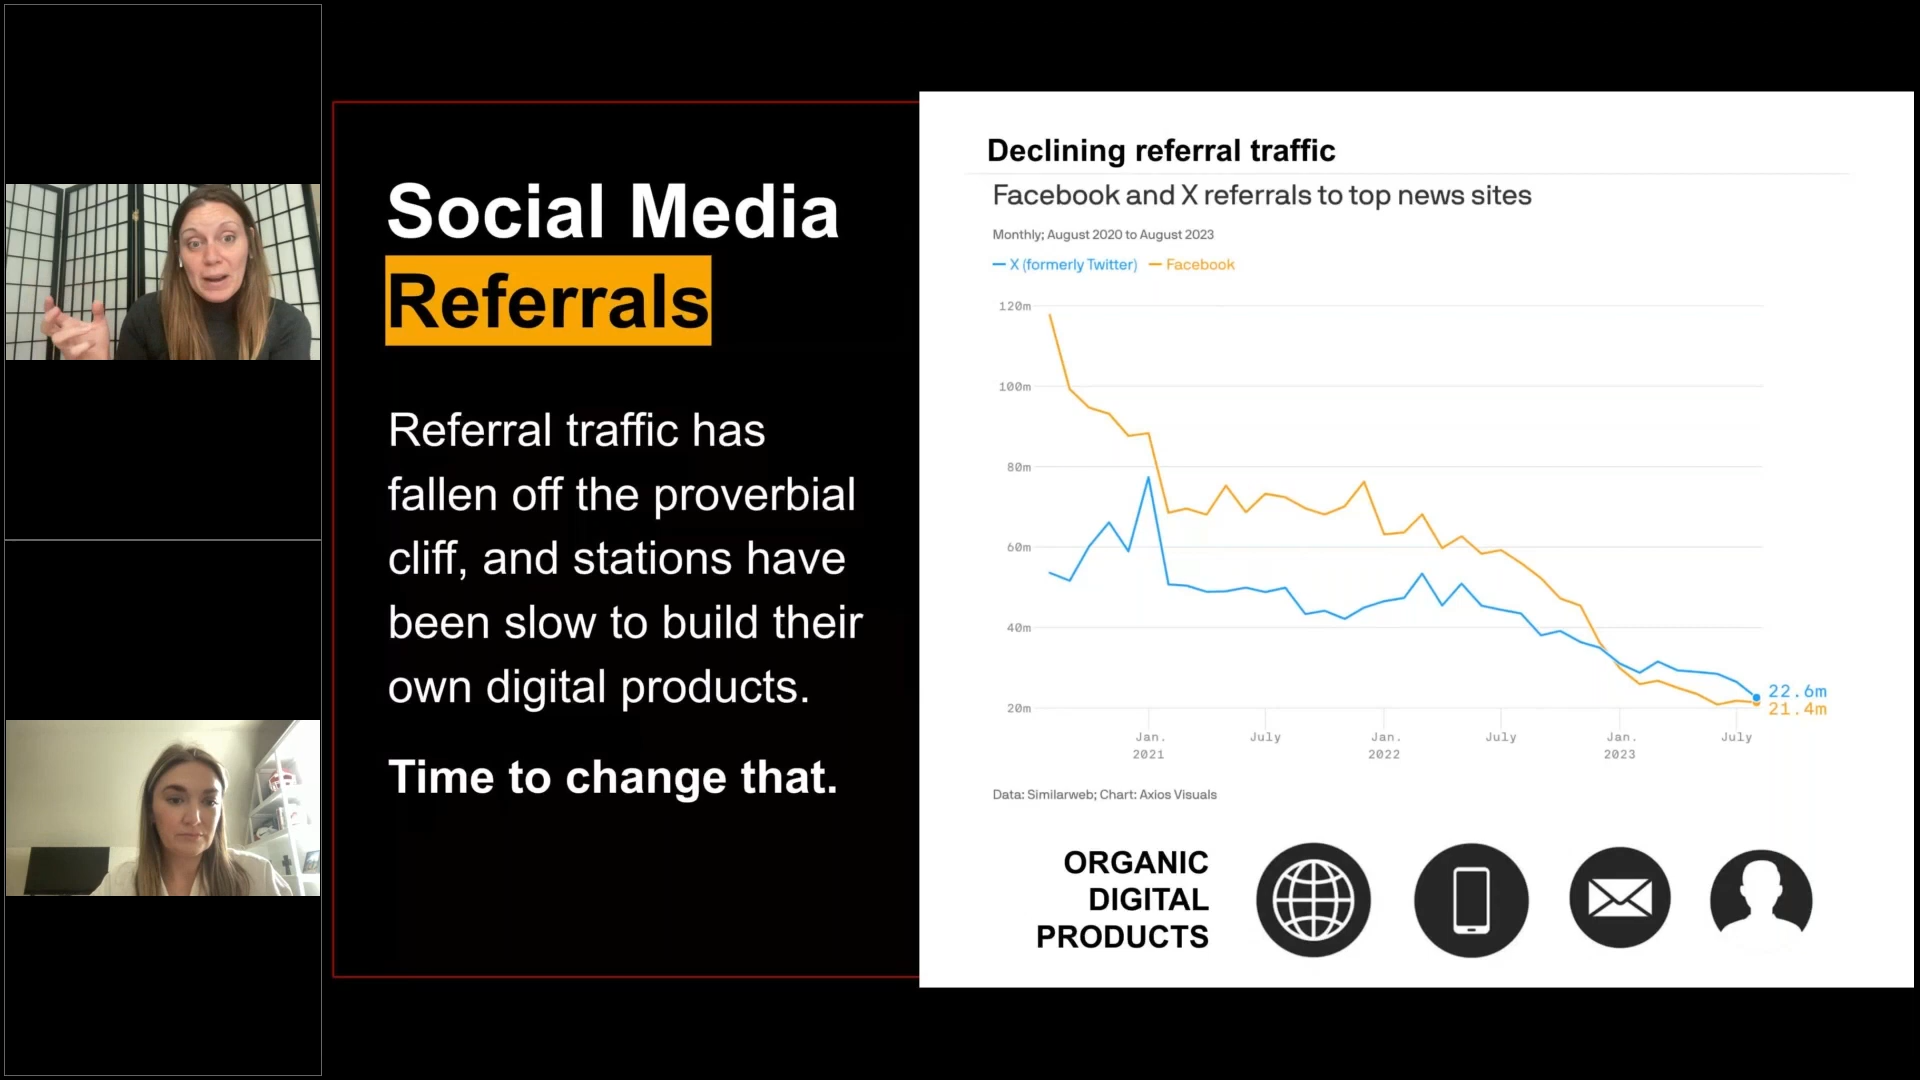 Social Media
Referrals
Referral traffic has
fallen off the proverbial
cliff, and stations have
been slow to build their
own digital products.
Time to change that.
Declining referral traffic
Facebook and X referrals to top news sites
Monthly; August 2020 to August 2023
X (formerly Twitter) Facebook
120m
100m
80m
60m
40m
20m
22.6m
21.4m
Jan. July Jan. July Jan. July
2021 2022 2023
Data: Similarweb; Chart: Axios Visuals
ORGANIC
DIGITAL
PRODUCTS